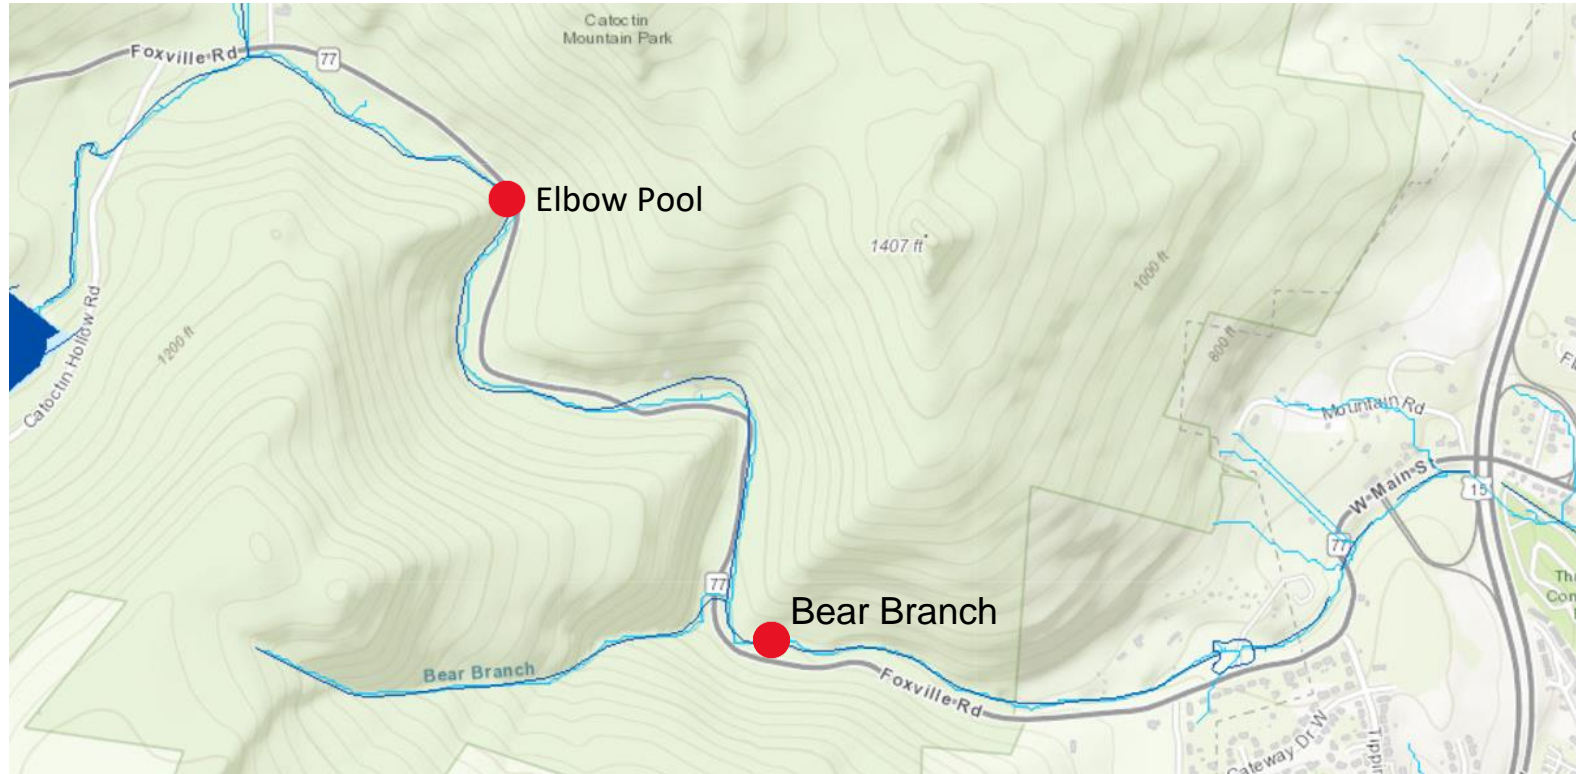 Catoctin
Mountain Park
Foxville Rd
77
Elbow Pool
1407 ft
1000 ft
800 ft
1200 ft
Catoctin Hollow Rd
Mountain Rd
W Main St
15
77
77
Bear Branch
Bear Branch
Foxville Rd
Gateway Dr W